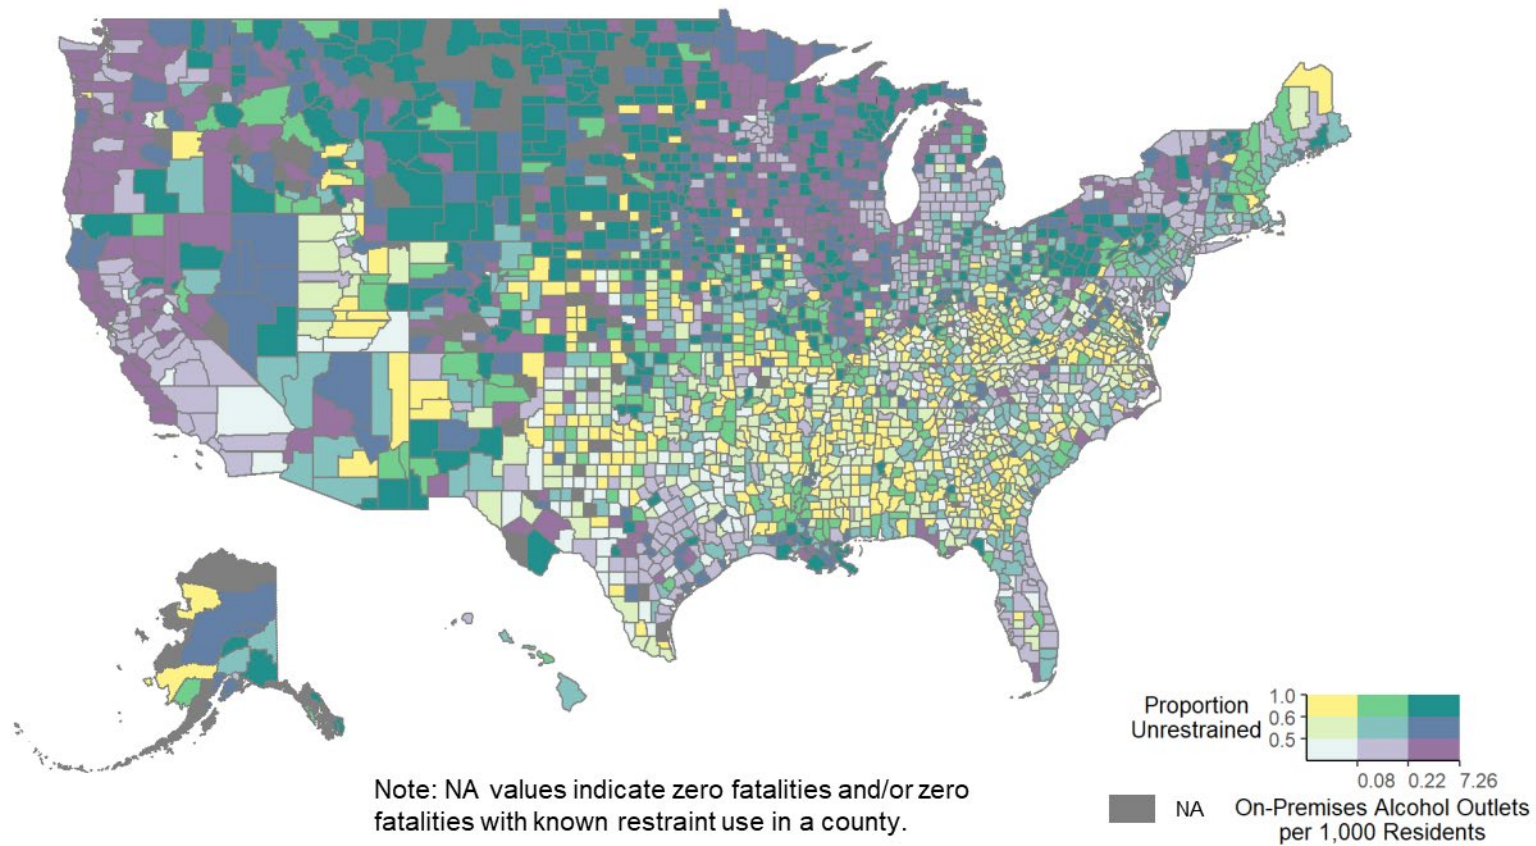 Proportion
Unrestrained
1.0
0.6
0.5
0.08 0.22 7.26
NA
On-Premises Alcohol Outlets
per 1,000 Residents
Note: NA values indicate zero fatalities and/or zero
fatalities with known restraint use in a county.